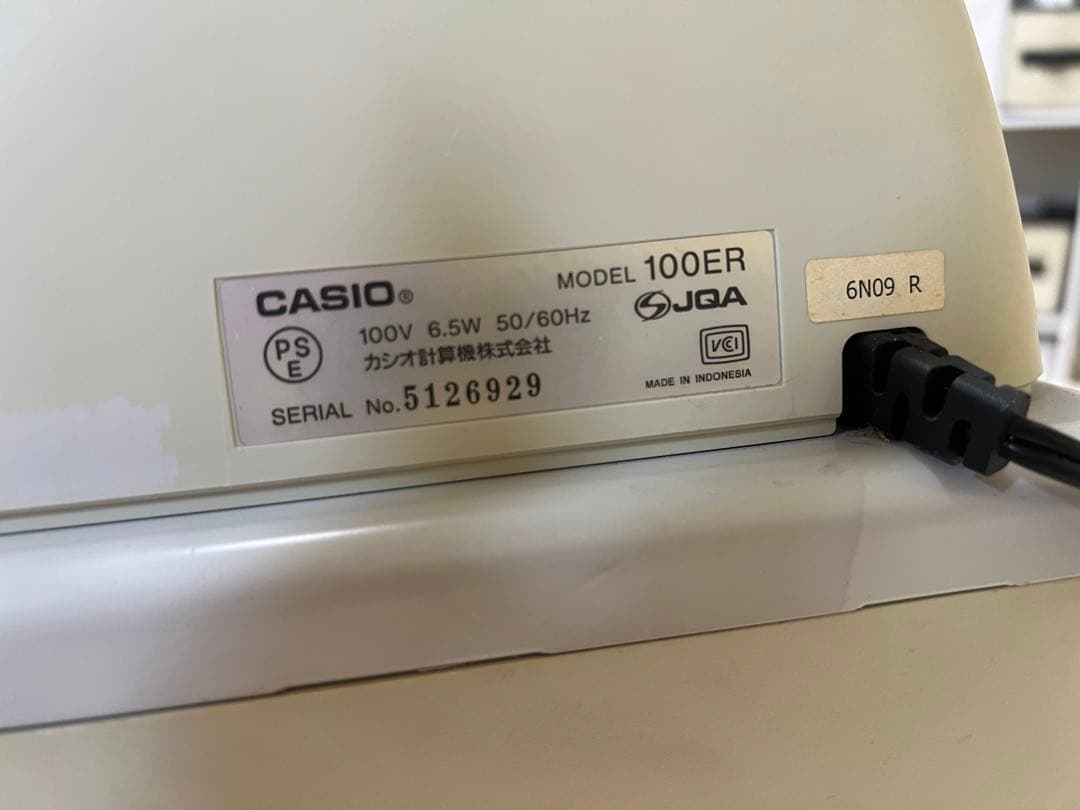 CASIO®
MODEL 100ER
PS
E
100V 6.5W 50/60Hz
JQA
カシオ計算機株式会社
VCI
SERIAL No.5126929
MADE IN INDONESIA
6N09 R